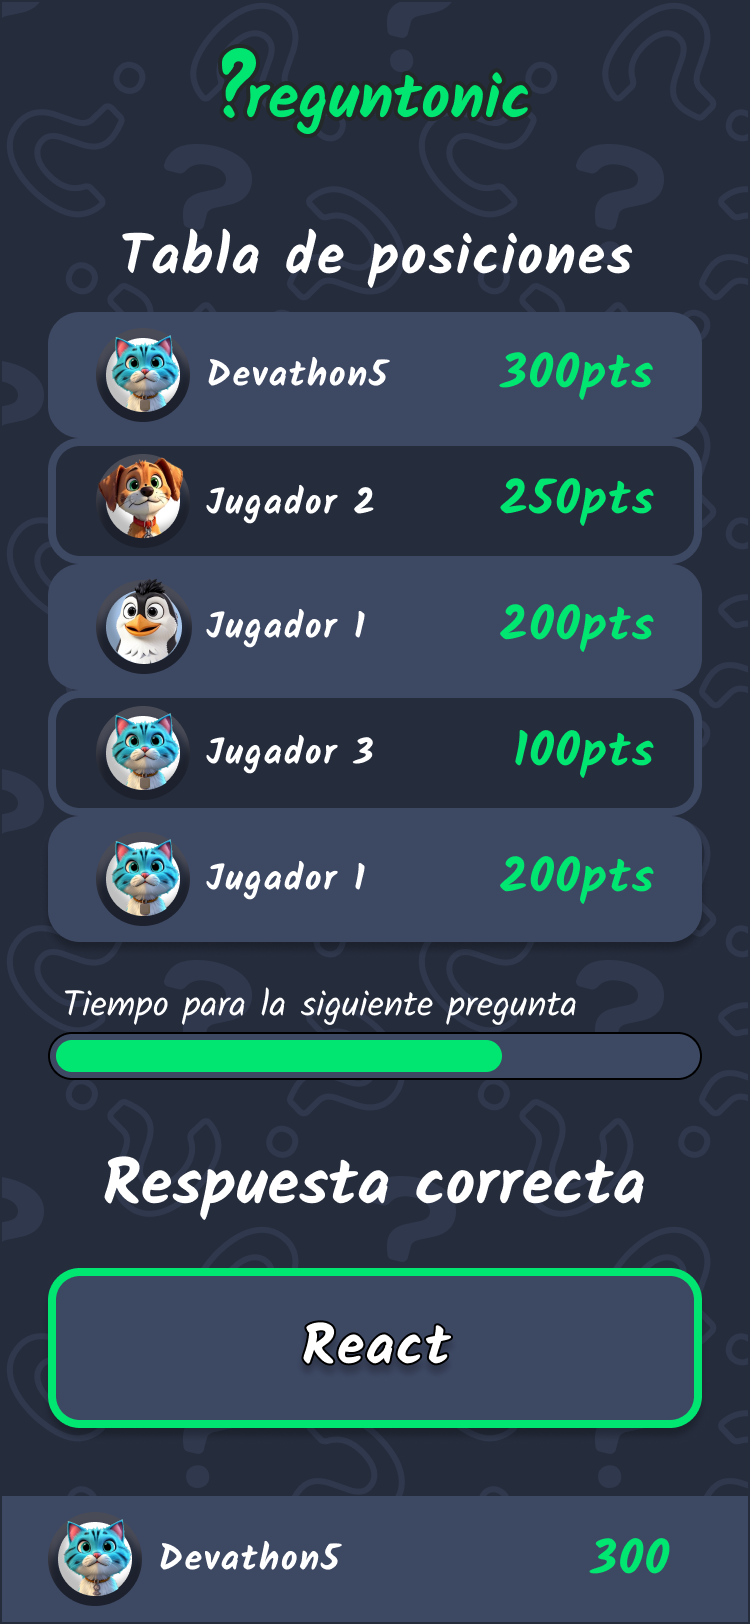 ?reguntonic
Tabla de posiciones
Devathon5 300pts
Jugador 2 250pts
Jugador 1 200pts
Jugador 3 100pts
Jugador 1 200pts
Tiempo para la siguiente pregunta
Respuesta correcta
React
Devathon5 300